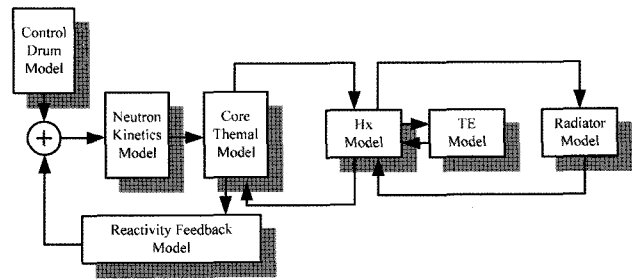 Control
Drum
Model
+
Neutron
Kinetics
Model
Core
Themal
Model
Hx
Model
TE
Model
Radiator
Model
Reactivity Feedback
Model